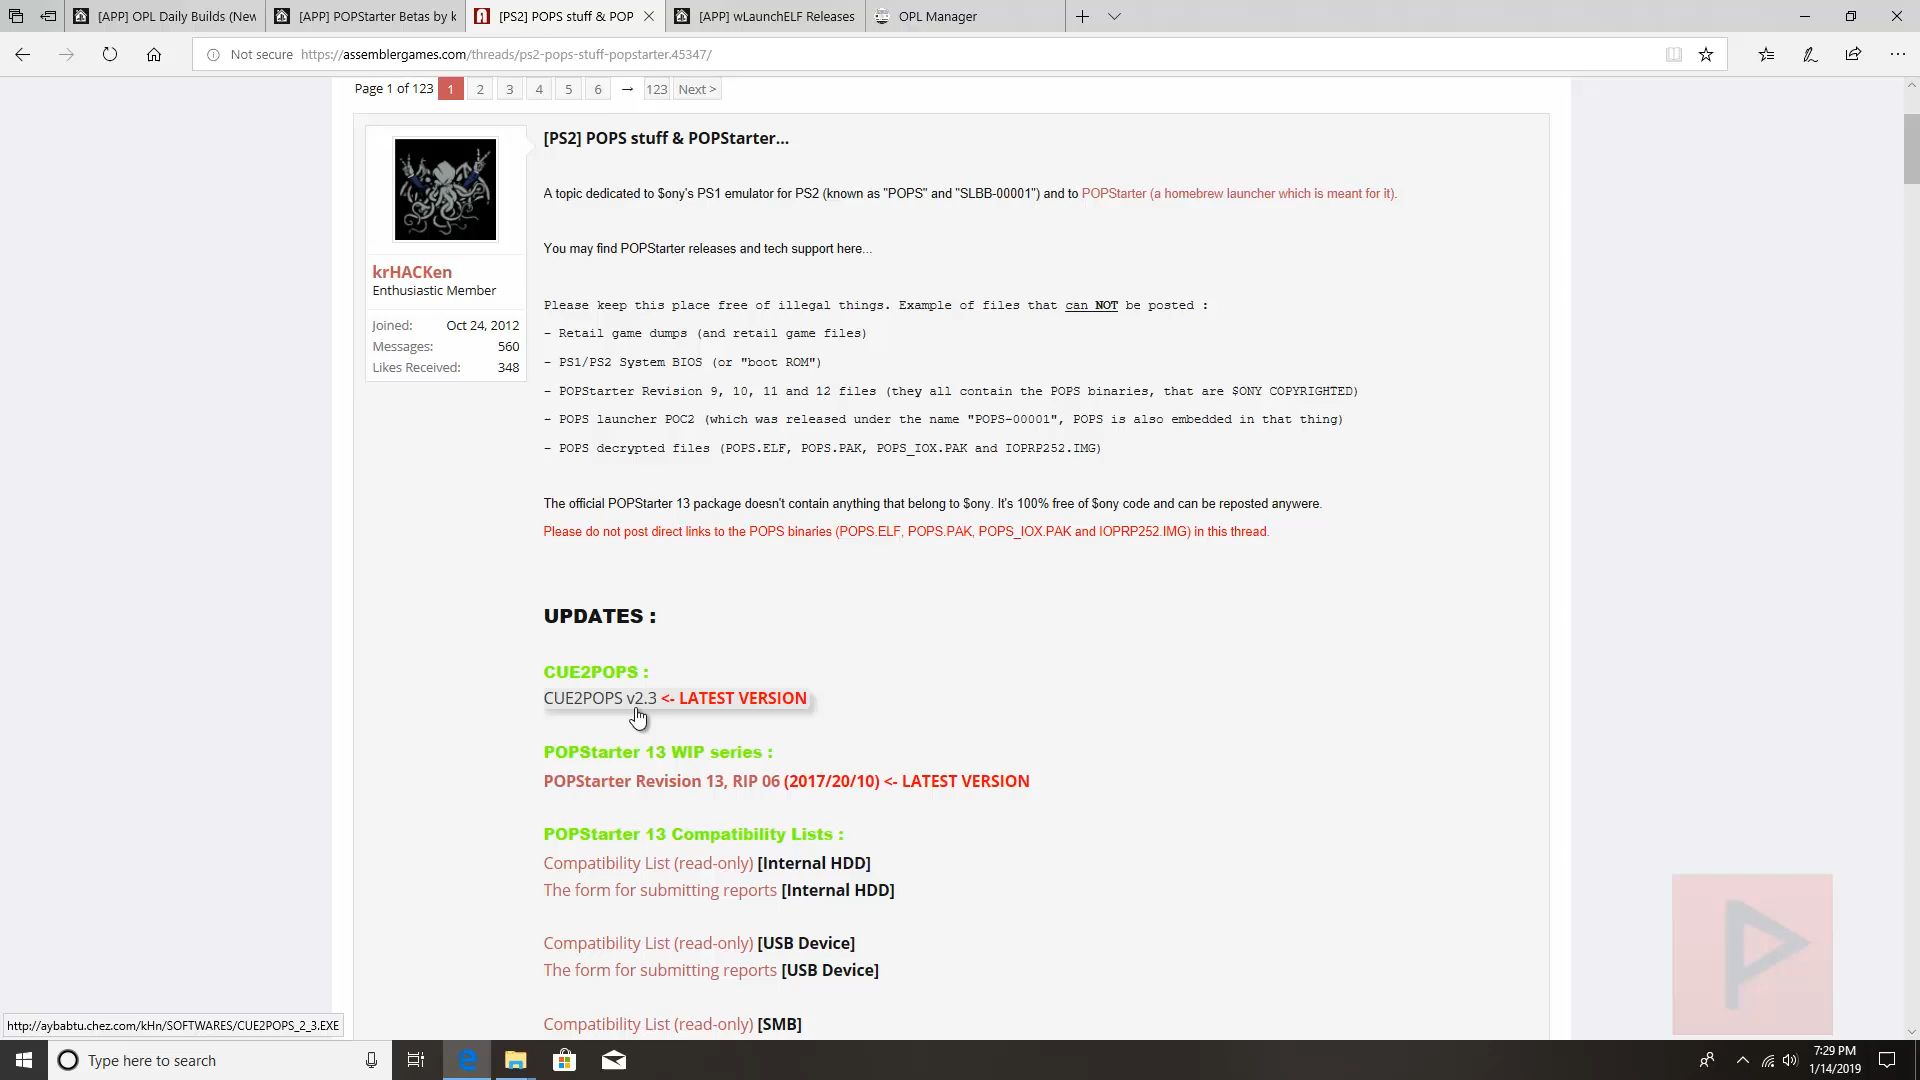 [APP] OPL Daily Builds (New
[APP] POPStarter Betas by k
[PS2] POPS stuff & POP
[APP] wLaunchELF Releases
OPL Manager
Not secure https://assemblergames.com/threads/ps2-pops-stuff-popstarter.45347/
Page 1 of 123 1 2 3 4 5 6 → 123 Next >
krHACKen
Enthusiastic Member
Joined: Oct 24, 2012
Messages: 560
Likes Received: 348
[PS2] POPS stuff & POPStarter...
A topic dedicated to $ony's PS1 emulator for PS2 (known as "POPS" and "SLBB-00001") and to POPStarter (a homebrew launcher which is meant for it).
You may find POPStarter releases and tech support here...
Please keep this place free of illegal things. Example of files that can NOT be posted :
- Retail game dumps (and retail game files)
- PS1/PS2 System BIOS (or "boot ROM")
- POPStarter Revision 9, 10, 11 and 12 files (they all contain the POPS binaries, that are $ONY COPYRIGHTED)
- POPS launcher POC2 (which was released under the name "POPS-00001", POPS is also embedded in that thing)
- POPS decrypted files (POPS.ELF, POPS.PAK, POPS_IOX.PAK and IOPRP252.IMG)
The official POPStarter 13 package doesn't contain anything that belong to $ony. It's 100% free of $ony code and can be reposted anywere.
Please do not post direct links to the POPS binaries (POPS.ELF, POPS.PAK, POPS_IOX.PAK and IOPRP252.IMG) in this thread.
UPDATES :
CUE2POPS :
CUE2POPS v2.3 <- LATEST VERSION
POPStarter 13 WIP series :
POPStarter Revision 13, RIP 06 (2017/20/10) <- LATEST VERSION
POPStarter 13 Compatibility Lists :
Compatibility List (read-only) [Internal HDD]
The form for submitting reports [Internal HDD]
Compatibility List (read-only) [USB Device]
The form for submitting reports [USB Device]
Compatibility List (read-only) [SMB]
http://aybabtu.chez.com/kHn/SOFTWARES/CUE2POPS_2_3.EXE
Type here to search
7:29 PM
1/14/2019